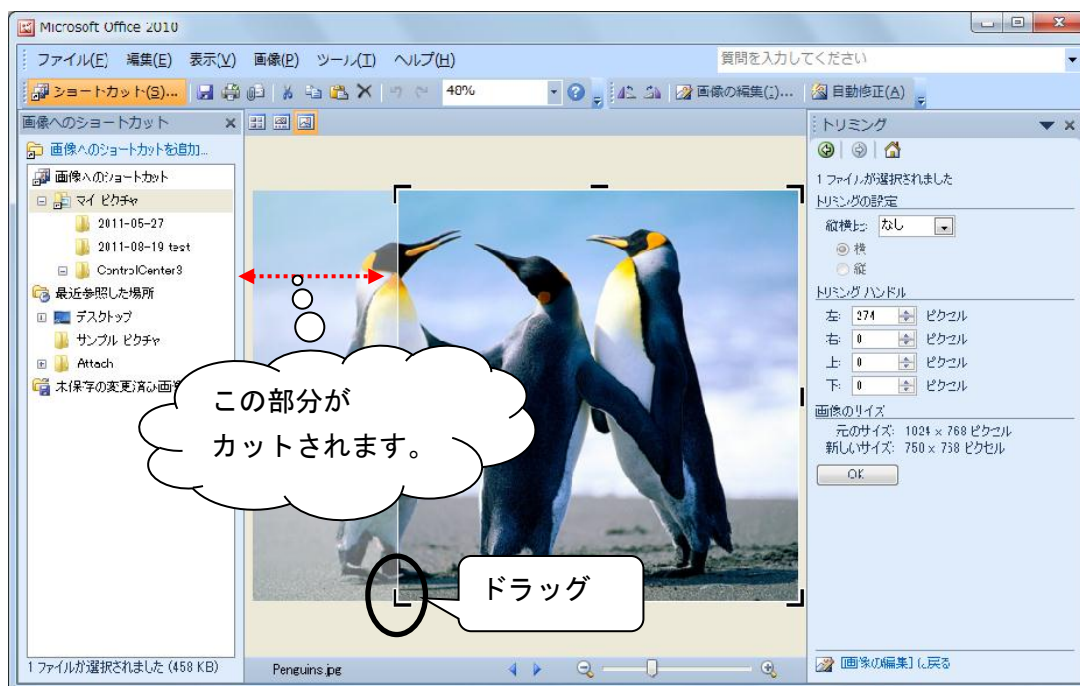 Microsoft Office 2010
ファイル(F) 編集(E) 表示(V) 画像(P) ツール(T) ヘルプ(H) 質問を入力してください
ショートカット(S)... 48% 画像の編集(I)... 自動修正(A)
画像へのショートカット
画像へのショートカットを追加...
画像へのショートカット
マイ ピクチャ
2011-05-27
2011-08-19 test
ControlCenter3
最近参照した場所
デスクトップ
サンプル ピクチャ
Attach
未保存の変更済み画像
この部分が
カットされます。
ドラッグ
トリミング
1 ファイルが選択されました
トリミングの設定
縦横比: なし
横
縦
トリミング ハンドル
左: 274 ピクセル
右: 0 ピクセル
上: 0 ピクセル
下: 0 ピクセル
画像のサイズ
元のサイズ: 1024 × 768 ピクセル
新しいサイズ: 750 × 768 ピクセル
OK
[画像の編集] に戻る
1 ファイルが選択されました (458 KB)
Penguins.jpg